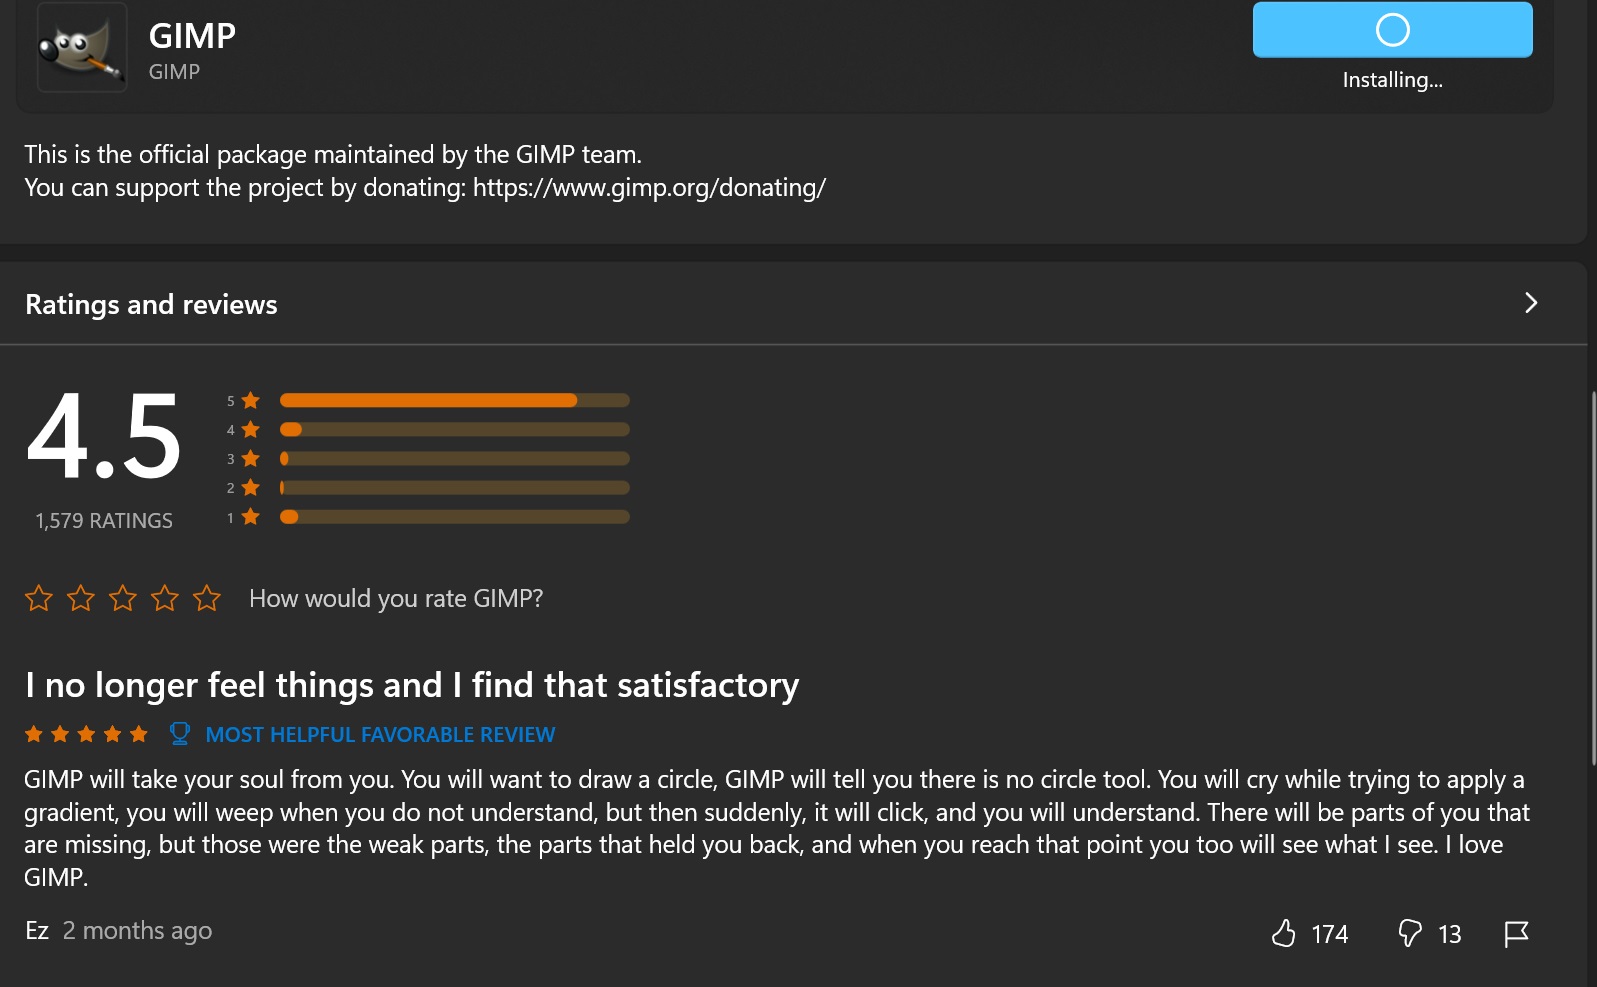 GIMP
GIMP
Installing...
This is the official package maintained by the GIMP team.
You can support the project by donating: https://www.gimp.org/donating/
Ratings and reviews
4.5
1,579 RATINGS
5
4
3
2
1
How would you rate GIMP?
I no longer feel things and I find that satisfactory
MOST HELPFUL FAVORABLE REVIEW
GIMP will take your soul from you. You will want to draw a circle, GIMP will tell you there is no circle tool. You will cry while trying to apply a
gradient, you will weep when you do not understand, but then suddenly, it will click, and you will understand. There will be parts of you that
are missing, but those were the weak parts, the parts that held you back, and when you reach that point you too will see what I see. I love
GIMP.
Ez 2 months ago
174 13